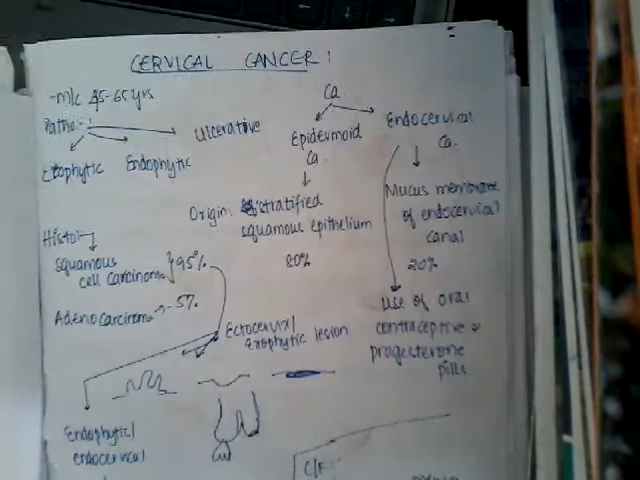 CERVICAL CANCER:
-m/c 45-65 yrs
Patho:-
Exophytic
Endophytic
Ulcerative
Ca
Epidermoid
Ca
Endocervical
Ca.
Origin: stratified
squamous epithelium
80%
Mucus membrane
of endocervical
canal
20%
use of oral
contraceptive &
progesterone
pills
Histo:-
Squamous
cell carcinoma
95%
Adenocarcinoma
-5%
Ectocervix/
Exophytic lesion
Endophytic/
endocervical
C/F